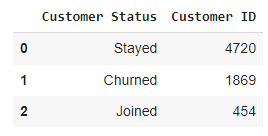 Customer Status Customer ID
0 Stayed 4720
1 Churned 1869
2 Joined 454